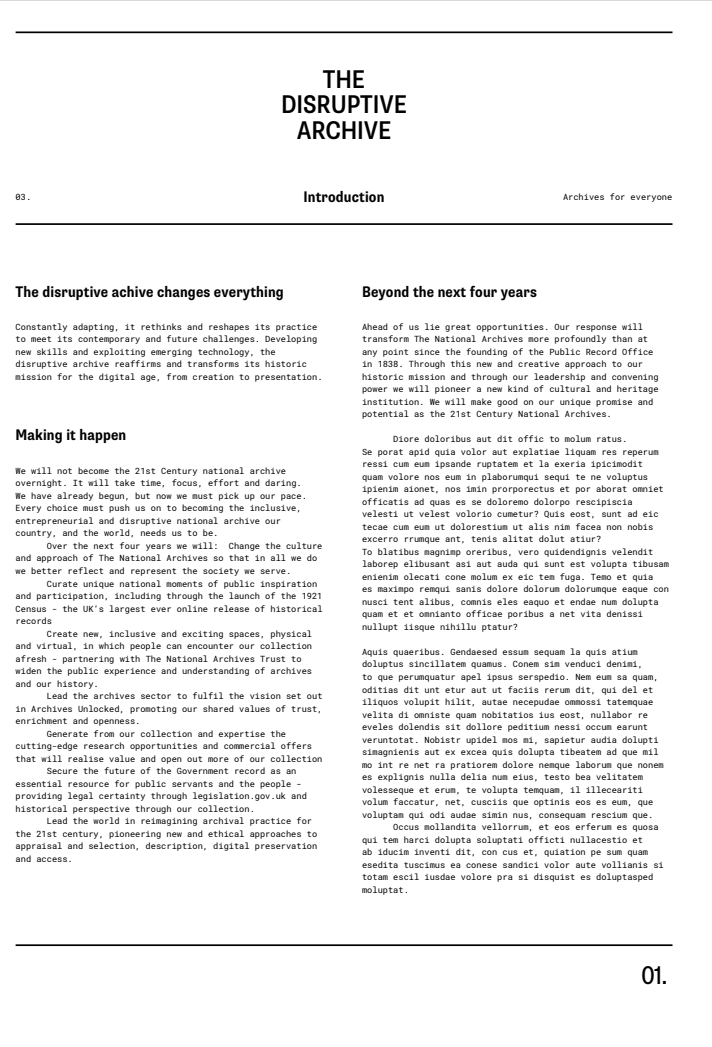 THE
DISRUPTIVE
ARCHIVE
03.
Introduction
Archives for everyone
The disruptive achive changes everything
Constantly adapting, it rethinks and reshapes its practice
to meet its contemporary and future challenges. Developing
new skills and exploiting emerging technology, the
disruptive archive reaffirms and transforms its historic
mission for the digital age, from creation to presentation.
Making it happen
We will not become the 21st Century national archive
overnight. It will take time, focus, effort and daring.
We have already begun, but now we must pick up our pace.
Every choice must push us on to becoming the inclusive,
entrepreneurial and disruptive national archive our
country, and the world, needs us to be.
Over the next four years we will:  Change the culture
and approach of The National Archives so that in all we do
we better reflect and represent the society we serve.
Curate unique national moments of public inspiration
and participation, including through the launch of the 1921
Census - the UK's largest ever online release of historical
records
Create new, inclusive and exciting spaces, physical
and virtual, in which people can encounter our collection
afresh - partnering with The National Archives Trust to
widen the public experience and understanding of archives
and our history.
Lead the archives sector to fulfil the vision set out
in Archives Unlocked, promoting our shared values of trust,
enrichment and openness.
Generate from our collection and expertise the
cutting-edge research opportunities and commercial offers
that will realise value and open more of our collection
Secure the future of the Government record as an
essential resource for public servants and the people -
providing legal certainty through legislation.gov.uk and
historical perspective through our collection.
Lead the world in reimagining archival practice for
the 21st century, pioneering new and ethical approaches to
appraisal and selection, description, digital preservation
and access.
Beyond the next four years
Ahead of us lie great opportunities. Our response will
transform The National Archives more profoundly than at
any point since the founding of the Public Record Office
in 1838. Through this new and creative approach to our
historic mission and through our leadership and convening
power we will pioneer a new kind of cultural and heritage
institution. We will make good on our unique promise and
potential as the 21st Century National Archives.
Diore doloribus aut dit offic to molum ratus.
Se porat apid quia volor aut explatiae liquam res reperum
ressi cum eum ipsande ruptatem et la exeria ipicimodit
quam volore nos eum in plaborumqui sequi te ne voluptus
ipienim aionet, nos imin prorporectus et por aborat omniet
officatis ad quas es se doloremo dolorpo rescipiscia
velesti ut velest volorio cumetur? Quis eost, sunt ad eic
tecae cum eum ut dolorestium ut alis nim facea non nobis
excerro rrumque ant, tenis alitat dolut atiur?
To blatibus magnimp oreribus, vero quidendignis velendit
laborep elibusant asi aut auda qui sunt est volupta tibusam
enienim olecati cone molum ex eic tem fuga. Temo et quia
es maximpo remqui sanis dolore dolorum dolorumque eaque con
nusci tent alibus, comnis eles eaquo et endae num dolupta
quam et et omnianto officae poribus a net vita denissi
nullupt iisque nihillu ptatur?
Aquis quaeribus. Gendaesed essum sequam la quis atium
doluptus sincillatem quamus. Conem sim venduci denimi,
to que perumquatur apel ipsus serspedio. Nem eum sa quam,
oditias dit unt etur aut ut faciis rerum dit, qui del et
iliquos volupit hilit, autae necepudae ommossi tatemquae
velita di omniste quam nobitatios ius eost, nullabor re
eveles dolendis sit dollore peditium nessi occum earunt
veruntotat. Nobistr upidel mos mi, sapietur audia dolupti
simagnienis aut ex excea quis dolupta tibeatem ad que mil
mo int re net ra pratiorem dolore nemque laborum que nonem
es explignis nulla delia num eius, testo bea velitatem
volesseque et erum, te volupta temquam, il illeceariti
volum faccatur, net, cusciis que optinis eos es eum, que
voluptam qui odi audae simin nus, consequam rescium que.
Occus mollandita vellorrum, et eos erferum es quosa
qui tem harci dolupta soluptati officti nullacestio et
ab iducim inventi dit, con cus et, quiation pe sum quam
esedita tuscimus ea conese sandici volor aute vollianis si
totam escil iusdae volore pra si disquist es doluptasped
moluptat.
01.